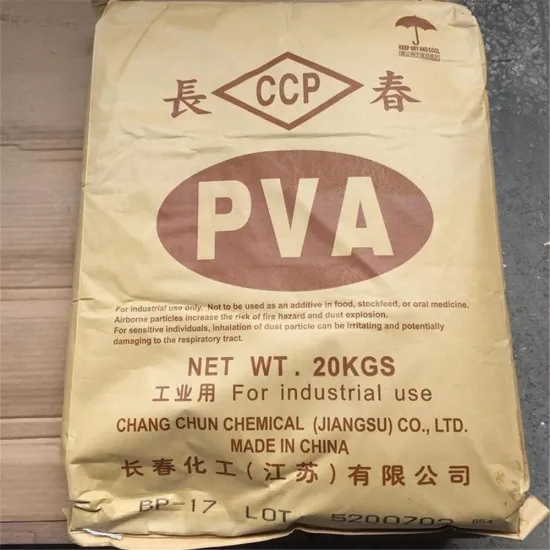 KEEP DRY AND COOL
長 CCP 春
PVA
For industrial use only. Not to be used as an additive in food, stockfeed, or oral medicine.
Airborne particles increase the risk of fire hazard and dust explosion.
For sensitive individuals, inhalation of dust particle can be irritating and potentially
damaging to the respiratory tract.
NET WT. 20KGS
工业用 For industrial use
CHANG CHUN CHEMICAL (JIANGSU) CO., LTD.
MADE IN CHINA
长春化工(江苏)有限公司
BP-17 LOT 5200702 054